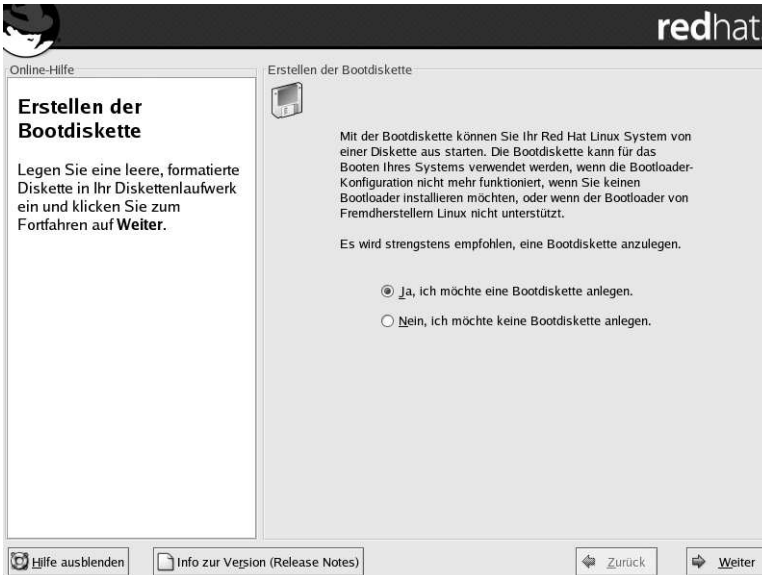 redhat.
Online-Hilfe
Erstellen der
Bootdiskette
Legen Sie eine leere, formatierte
Diskette in Ihr Diskettenlaufwerk
ein und klicken Sie zum
Fortfahren auf Weiter.
Erstellen der Bootdiskette
Mit der Bootdiskette können Sie Ihr Red Hat Linux System von
einer Diskette aus starten. Die Bootdiskette kann für das
Booten Ihres Systems verwendet werden, wenn die Bootloader-
Konfiguration nicht mehr funktioniert, wenn Sie keinen
Bootloader installieren möchten, oder wenn der Bootloader von
Fremdherstellern Linux nicht unterstützt.
Es wird strengstens empfohlen, eine Bootdiskette anzulegen.
Ja, ich möchte eine Bootdiskette anlegen.
Nein, ich möchte keine Bootdiskette anlegen.
Hilfe ausblenden
Info zur Version (Release Notes)
Zurück
Weiter